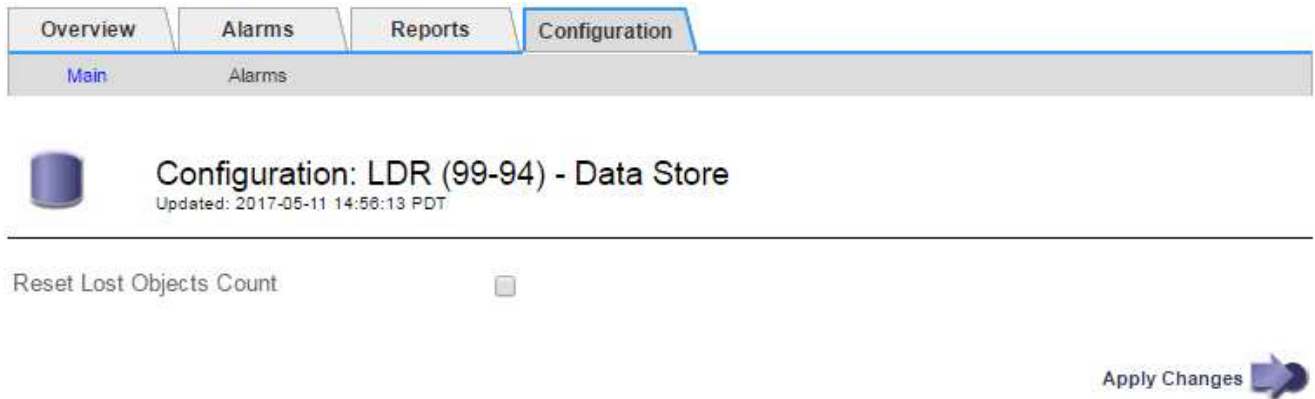 Overview Alarms Reports Configuration
Main Alarms
Configuration: LDR (99-94) - Data Store
Updated: 2017-05-11 14:56:13 PDT
Reset Lost Objects Count
Apply Changes